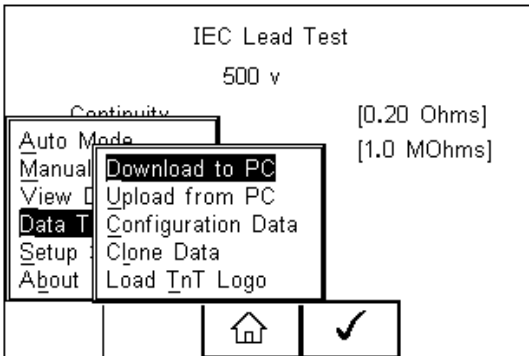 IEC Lead Test
500 v
Continuity [0.20 Ohms]
[1.0 MOhms]
Auto Mode
Manual
View
Data T
Setup
About
Download to PC
Upload from PC
Configuration Data
Clone Data
Load TnT Logo